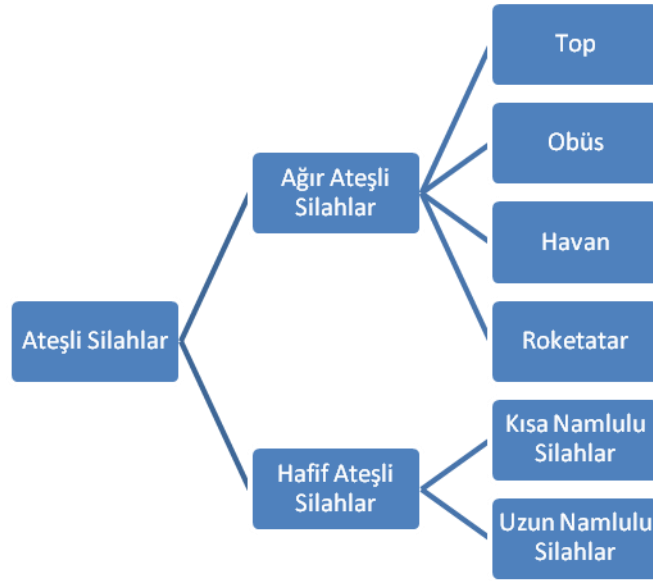 Ateşli Silahlar
Ağır Ateşli
Silahlar
Top
Obüs
Havan
Roketatar
Hafif Ateşli
Silahlar
Kısa Namlulu
Silahlar
Uzun Namlulu
Silahlar